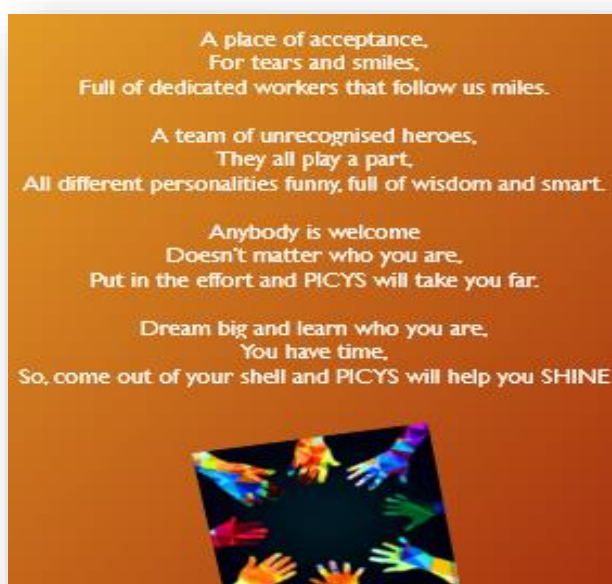 A place of acceptance,
For tears and smiles,
Full of dedicated workers that follow us miles.
A team of unrecognised heroes,
They all play a part,
All different personalities funny, full of wisdom and smart.
Anybody is welcome
Doesn't matter who you are,
Put in the effort and PICYS will take you far.
Dream big and learn who you are,
You have time,
So, come out of your shell and PICYS will help you SHINE